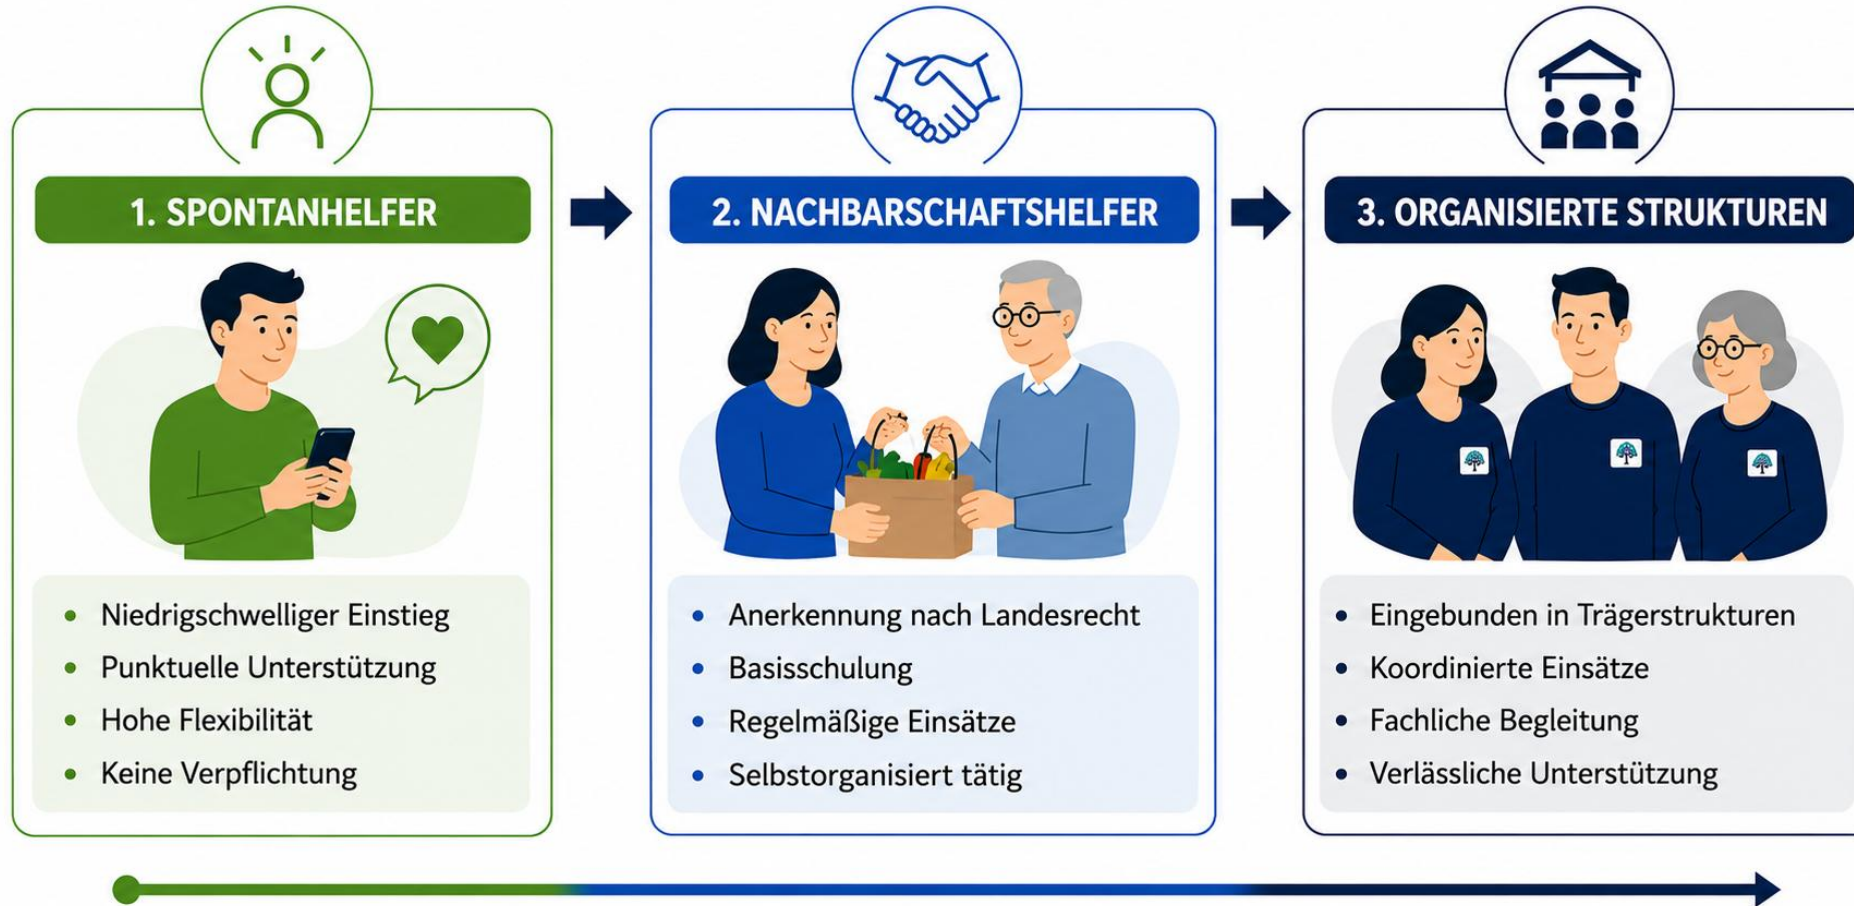 1. SPONTANHELFER
Niedrigschwelliger Einstieg
Punktuelle Unterstützung
Hohe Flexibilität
Keine Verpflichtung
2. NACHBARSCHAFTSHELFER
Anerkennung nach Landesrecht
Basisschulung
Regelmäßige Einsätze
Selbstorganisiert tätig
3. ORGANISIERTE STRUKTUREN
Eingebunden in Trägerstrukturen
Koordinierte Einsätze
Fachliche Begleitung
Verlässliche Unterstützung